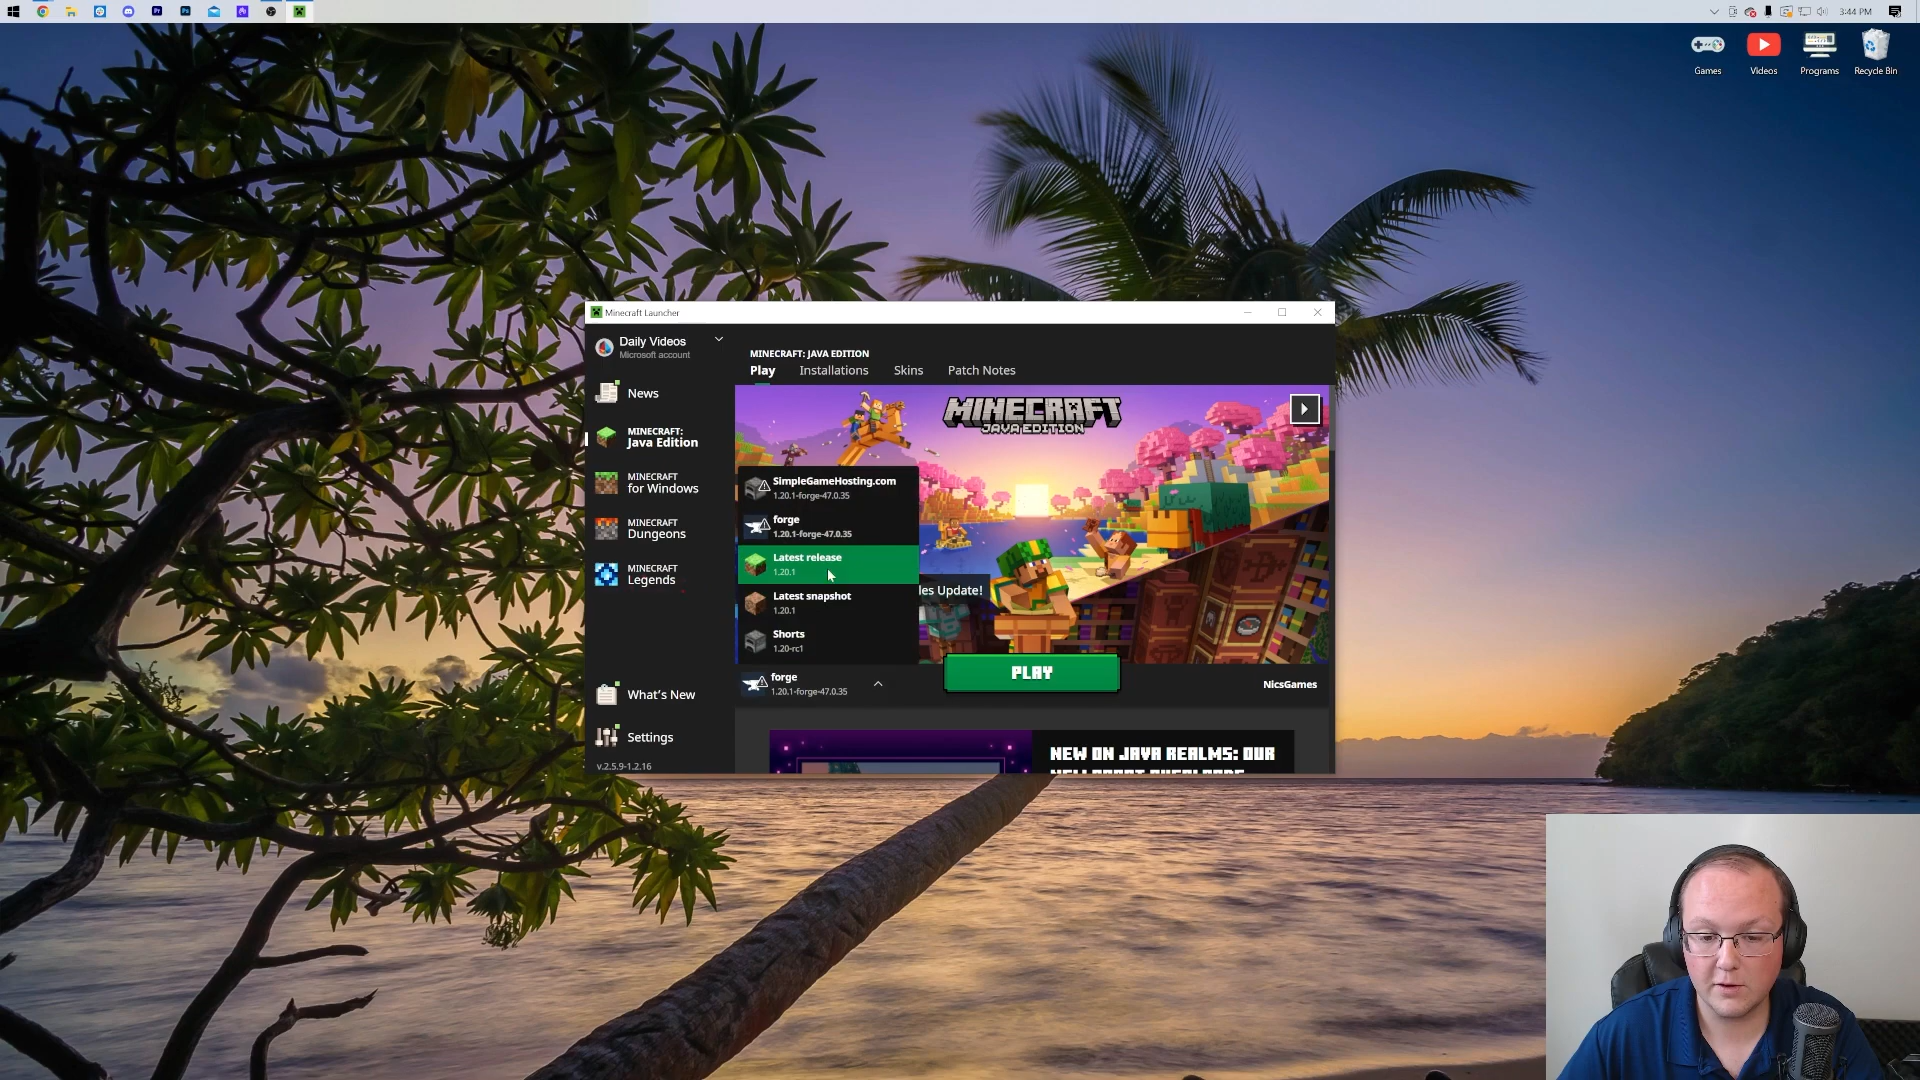 3:44 PM
Games
Videos
Programs
Recycle Bin
Minecraft Launcher
Daily Videos
Microsoft account
News
MINECRAFT:
Java Edition
MINECRAFT
for Windows
MINECRAFT
Dungeons
MINECRAFT
Legends
What's New
Settings
v.2.5.9-1.2.16
MINECRAFT: JAVA EDITION
Play
Installations
Skins
Patch Notes
MINECRAFT
JAVA EDITION
SimpleGameHosting.com
1.20.1-forge-47.0.35
forge
1.20.1-forge-47.0.35
Latest release
1.20.1
Latest snapshot
1.20.1
Shorts
1.20-rc1
les Update!
forge
1.20.1-forge-47.0.35
PLAY
NicsGames
NEW ON JAVA REALMS: OUR